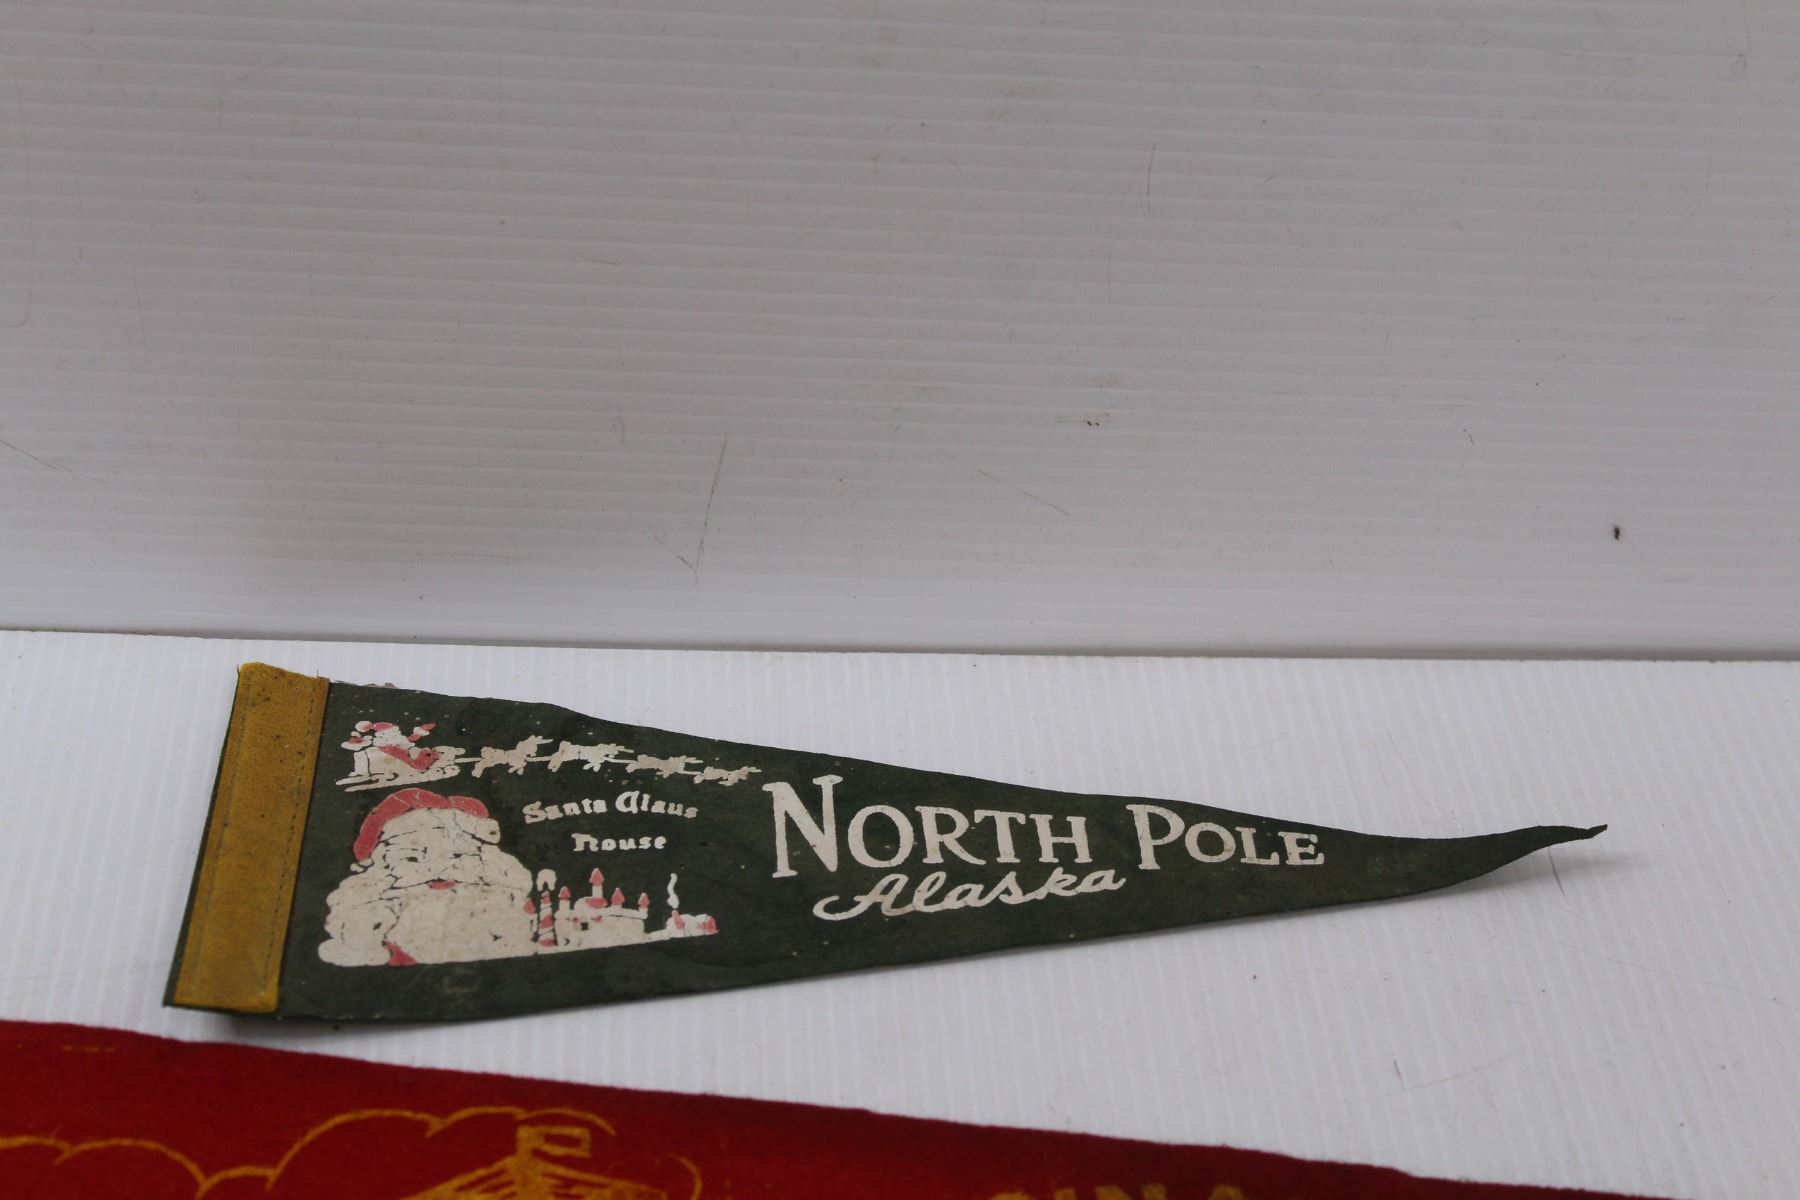 Santa Claus
House
NORTH POLE
Alaska